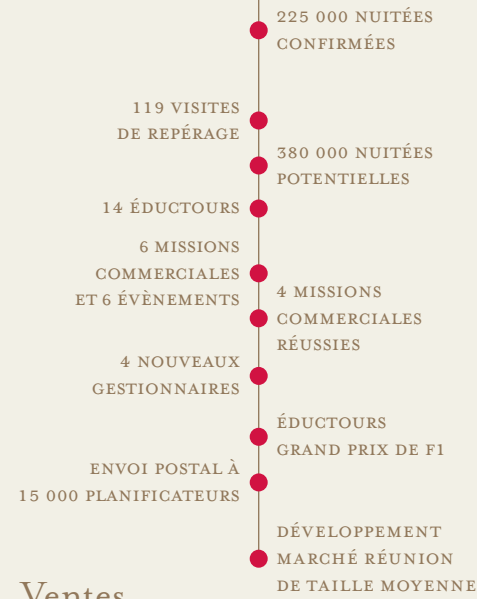 225 000 NUITÉES
CONFIRMÉES
119 VISITES
DE REPÉRAGE
380 000 NUITÉES
POTENTIELLES
14 ÉDUCTOURS
6 MISSIONS
COMMERCIALES
ET 6 ÉVÈNEMENTS
4 MISSIONS
COMMERCIALES
RÉUSSIES
4 NOUVEAUX
GESTIONNAIRES
ÉDUCTOURS
GRAND PRIX DE F1
ENVOI POSTAL À
15 000 PLANIFICATEURS
DÉVELOPPEMENT
MARCHÉ RÉUNION
DE TAILLE MOYENNE
Ventes